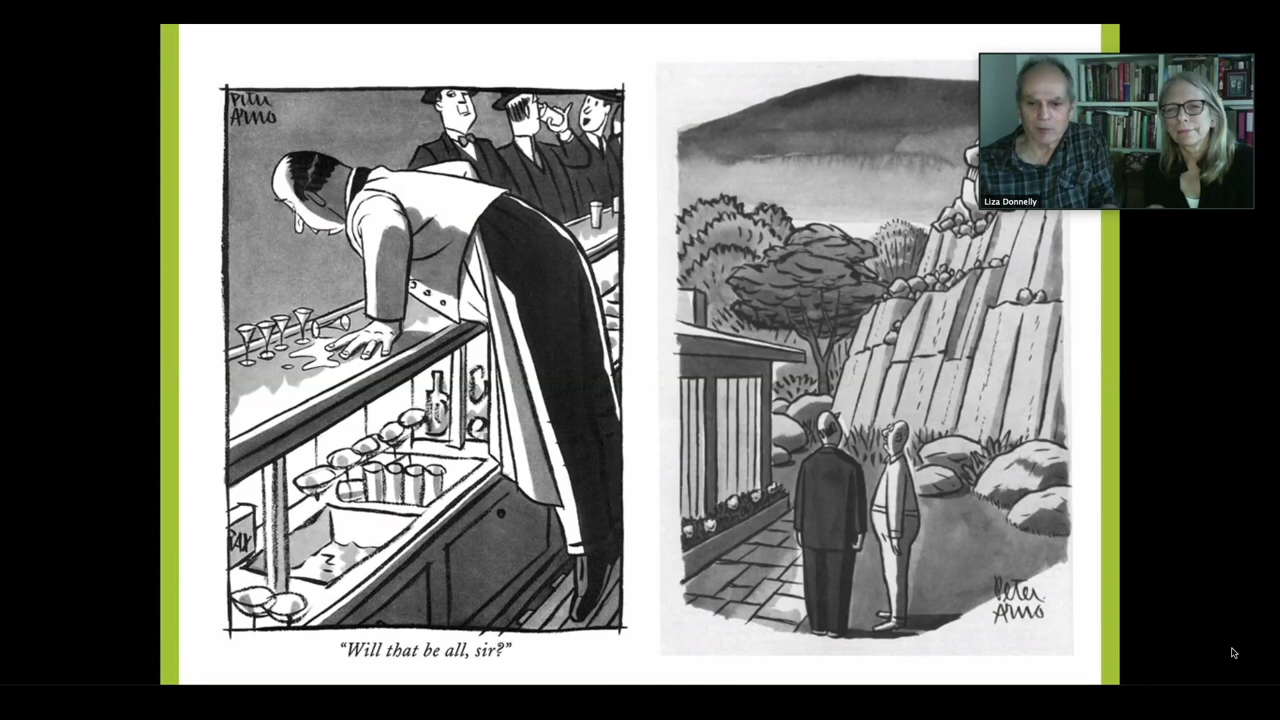 Peter
Arno
“Will that be all, sir?”
Peter
Arno
Liza Donnelly